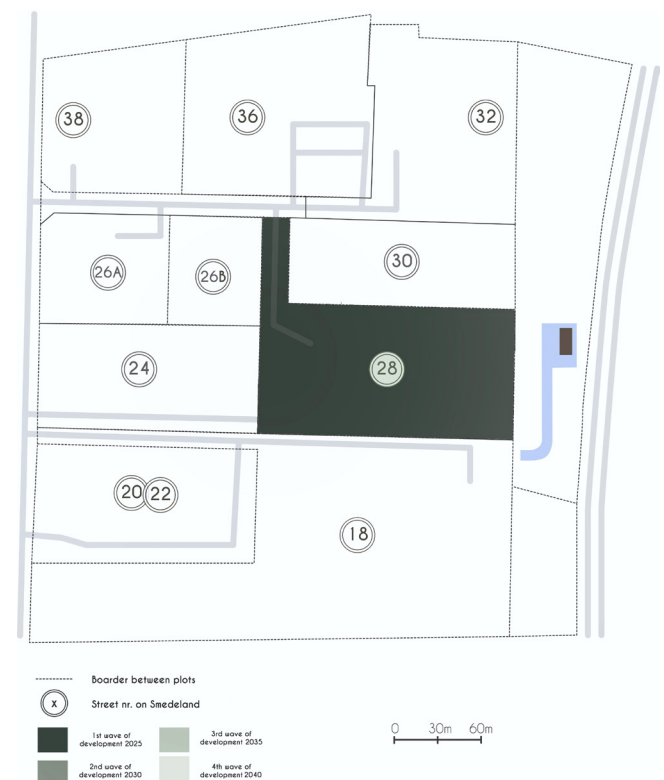 38
36
32
26A
26B
30
24
28
20
22
18
Boarder between plots
X
Street nr. on Smedeland
1st wave of
development 2025
3rd wave of
development 2035
2nd wave of
development 2030
4th wave of
development 2040
0 30m 60m